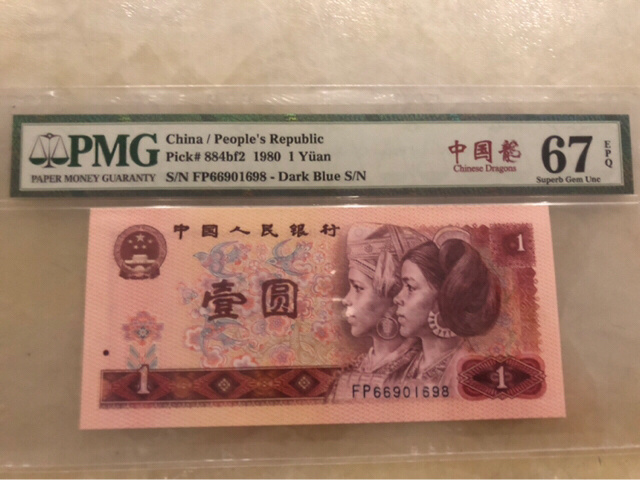 PMG
PAPER MONEY GUARANTY
China / People's Republic
Pick# 884bf2 1980 1 Yüan
S/N FP66901698 - Dark Blue S/N
中国龍
Chinese Dragons
67
EPQ
Superb Gem Unc
中国人民银行
1
壹圆
1
FP66901698
1